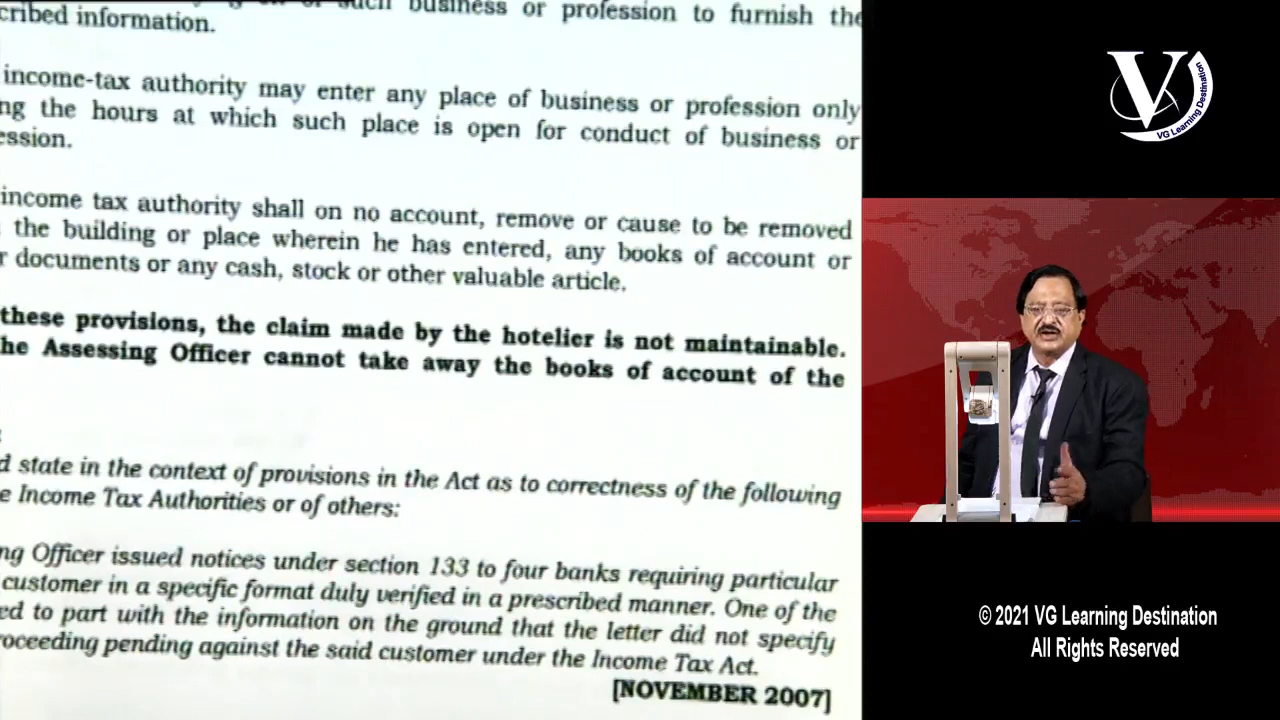 such business or profession to furnish the
cribed information.
income-tax authority may enter any place of business or profession only
ng the hours at which such place is open for conduct of business or
ession.
income tax authority shall on no account, remove or cause to be removed
the building or place wherein he has entered, any books of account or
r documents or any cash, stock or other valuable article.
these provisions, the claim made by the hotelier is not maintainable.
he Assessing Officer cannot take away the books of account of the
d state in the context of provisions in the Act as to correctness of the following
e Income Tax Authorities or of others:
ng Officer issued notices under section 133 to four banks requiring particular
customer in a specific format duly verified in a prescribed manner. One of the
ed to part with the information on the ground that the letter did not specify
roceeding pending against the said customer under the Income Tax Act.
[NOVEMBER 2007]
V
VG Learning Destination
© 2021 VG Learning Destination
All Rights Reserved